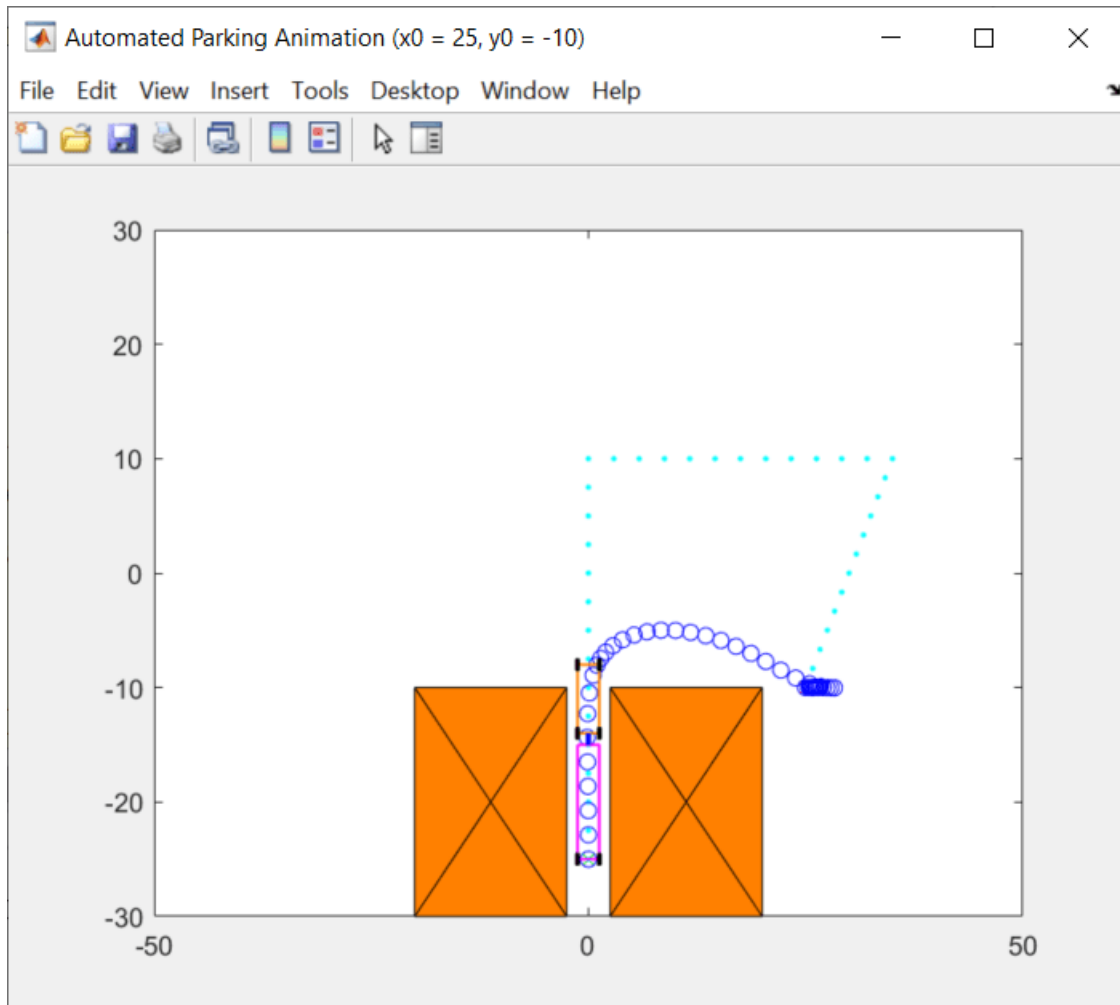 Automated Parking Animation (x0 = 25, y0 = -10)
File Edit View Insert Tools Desktop Window Help
30
20
10
0
-10
-20
-30
-50 0 50